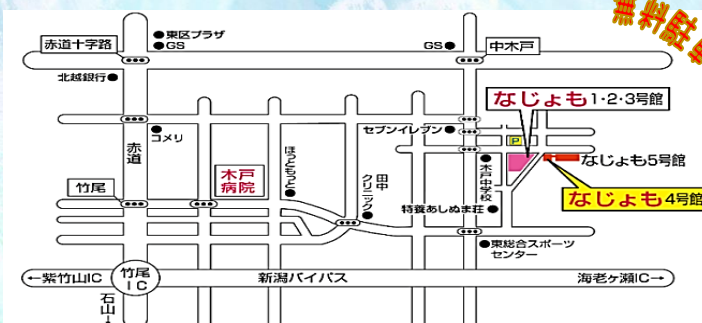 無料駐車
赤道十字路
●東区プラザ
●GS
GS●
中木戸
北越銀行●
なじょも1・2・3号館
セブンイレブン●
P
●コメリ
赤道
ほっともっと●
木戸病院
田中クリニック●
●木戸中学校
なじょも5号館
竹尾
なじょも4号館
特養あしぬま荘●
●東総合スポーツ
センター
←紫竹山IC
竹尾
IC
新潟バイパス
海老ヶ瀬IC→
石山→